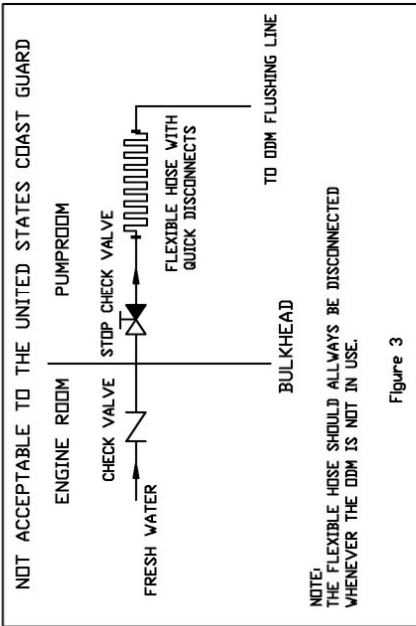 NOT ACCEPTABLE TO THE UNITED STATES COAST GUARD
ENGINE ROOM
PUMPROOM
CHECK VALVE
STOP CHECK VALVE
FRESH WATER
FLEXIBLE HOSE WITH
QUICK DISCONNECTS
TO ODM FLUSHING LINE
BULKHEAD
NOTE:
THE FLEXIBLE HOSE SHOULD ALLWAYS BE DISCONNECTED
WHENEVER THE ODM IS NOT IN USE.
Figure 3